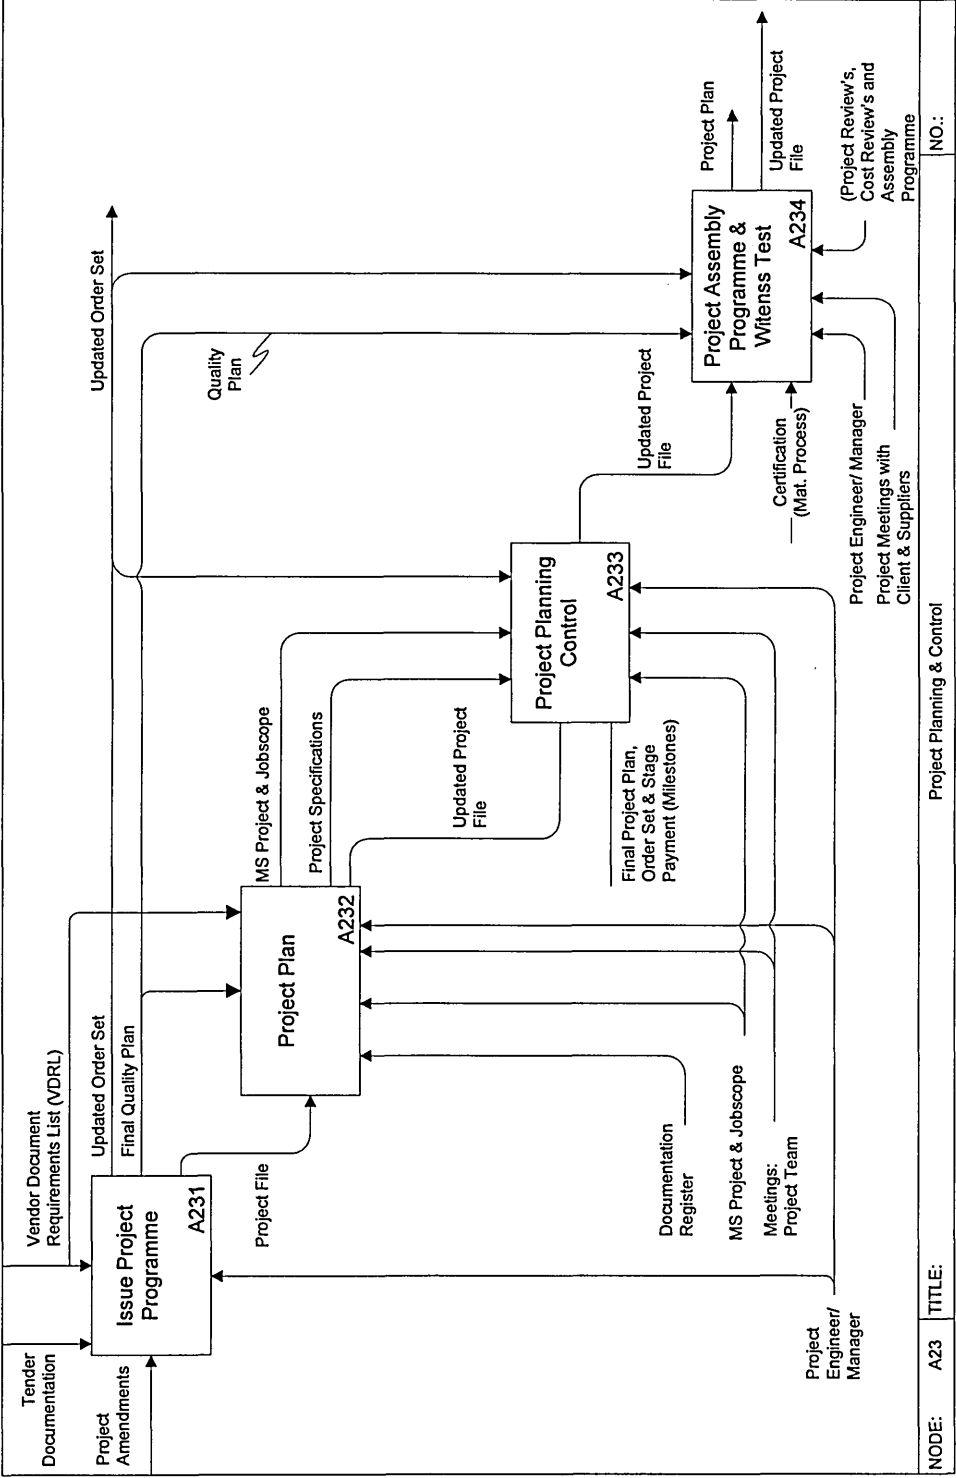 Tender
Documentation
Vendor Document
Requirements List (VDRL)
Project
Amendments
Issue Project
Programme
A231
Updated Order Set
Final Quality Plan
Project File
Project Plan
A232
MS Project & Jobscope
Project Specifications
Updated Project
File
Updated Order Set
Quality
Plan
Project Planning
Control
A233
Final Project Plan,
Order Set & Stage
Payment (Milestones)
Updated Project
File
Project Assembly
Programme &
Witenss Test
A234
Project Plan
Updated Project
File
Certification
(Mat. Process)
Project Engineer/ Manager
Project Meetings with
Client & Suppliers
(Project Review's,
Cost Review's and
Assembly
Programme
Documentation
Register
MS Project & Jobscope
Meetings:
Project Team
Project
Engineer/
Manager
NODE: A23 TITLE: Project Planning & Control NO.: